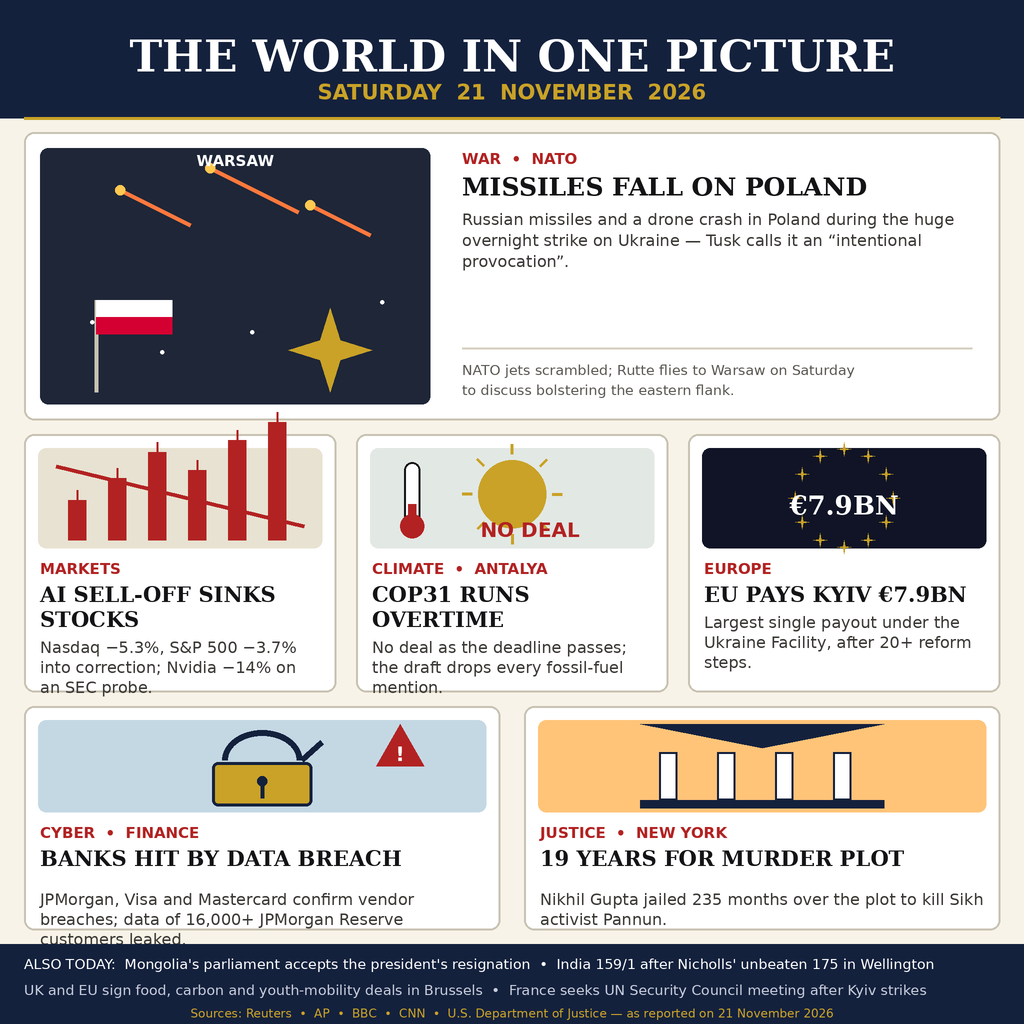 THE WORLD IN ONE PICTURE
SATURDAY 21 NOVEMBER 2026
WARSAW
WAR • NATO
MISSILES FALL ON POLAND
Russian missiles and a drone crash in Poland during the huge
overnight strike on Ukraine — Tusk calls it an “intentional
provocation”.
NATO jets scrambled; Rutte flies to Warsaw on Saturday
to discuss bolstering the eastern flank.
MARKETS
AI SELL-OFF SINKS
STOCKS
Nasdaq −5.3%, S&P 500 −3.7%
into correction; Nvidia −14% on
an SEC probe.
NO DEAL
CLIMATE • ANTALYA
COP31 RUNS
OVERTIME
No deal as the deadline passes;
the draft drops every fossil-fuel
mention.
€7.9BN
EUROPE
EU PAYS KYIV €7.9BN
Largest single payout under the
Ukraine Facility, after 20+ reform
steps.
!
CYBER • FINANCE
BANKS HIT BY DATA BREACH
JPMorgan, Visa and Mastercard confirm vendor
breaches; data of 16,000+ JPMorgan Reserve
customers leaked.
JUSTICE • NEW YORK
19 YEARS FOR MURDER PLOT
Nikhil Gupta jailed 235 months over the plot to kill Sikh
activist Pannun.
ALSO TODAY: Mongolia's parliament accepts the president's resignation • India 159/1 after Nicholls' unbeaten 175 in Wellington
UK and EU sign food, carbon and youth-mobility deals in Brussels • France seeks UN Security Council meeting after Kyiv strikes
Sources: Reuters • AP • BBC • CNN • U.S. Department of Justice — as reported on 21 November 2026